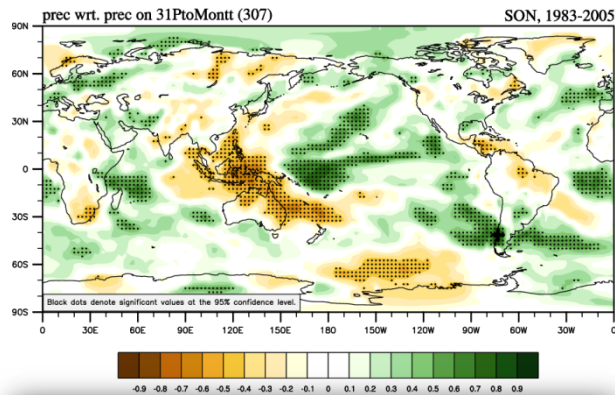 prec wrt. prec on 31PtoMontt (307) SON, 1983-2005
90N
60N
30N
0
30S
60S
90S
Black dots denote significant values at the 95% confidence level.
0 30E 60E 90E 120E 150E 180 150W 120W 90W 60W 30W 0
-0.9 -0.8 -0.7 -0.6 -0.5 -0.4 -0.3 -0.2 -0.1 0 0.1 0.2 0.3 0.4 0.5 0.6 0.7 0.8 0.9